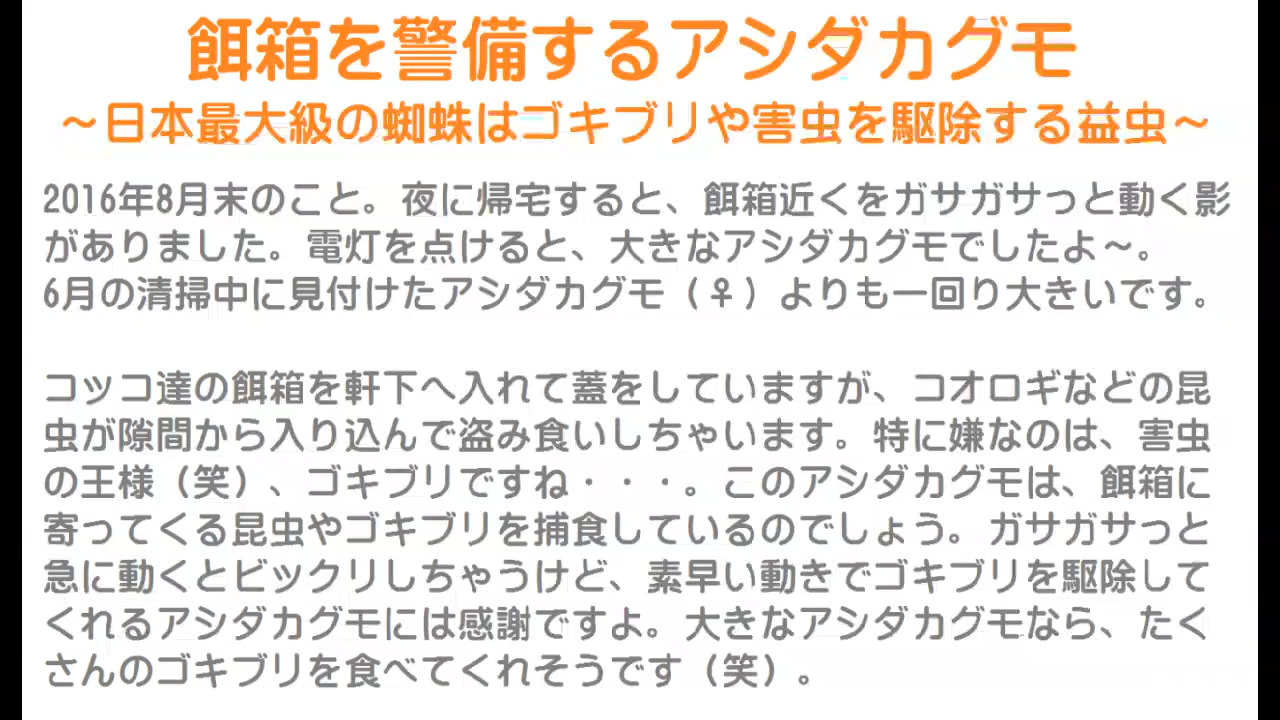 餌箱を警備するアシダカグモ
～日本最大級の蜘蛛はゴキブリや害虫を駆除する益虫～
2016年8月末のこと。夜に帰宅すると、餌箱近くをガサガサっと動く影
がありました。電灯を点けると、大きなアシダカグモでしたよ～。
6月の清掃中に見付けたアシダカグモ（♀）よりも一回り大きいです。
コッコ達の餌箱を軒下へ入れて蓋をしていますが、コオロギなどの昆
虫が隙間から入り込んで盗み食いしちゃいます。特に嫌なのは、害虫
の王様（笑）、ゴキブリですね・・・。このアシダカグモは、餌箱に
寄ってくる昆虫やゴキブリを捕食しているのでしょう。ガサガサっと
急に動くとビックリしちゃうけど、素早い動きでゴキブリを駆除して
くれるアシダカグモには感謝ですよ。大きなアシダカグモなら、たく
さんのゴキブリを食べてくれそうです（笑）。